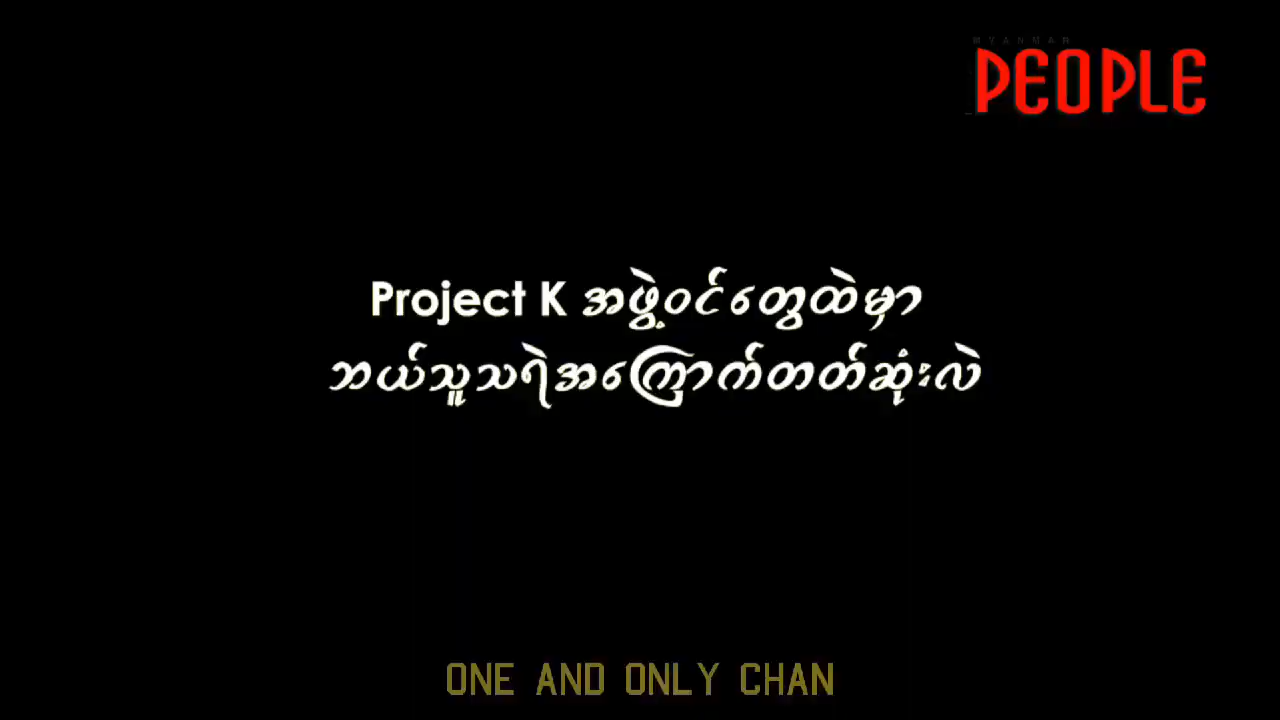 MYANMAR
PEOPLE
Project K အဖွဲ့ဝင်တွေထဲမှာ
ဘယ်သူသရဲအကြောက်တတ်ဆုံးလဲ
ONE AND ONLY CHAN